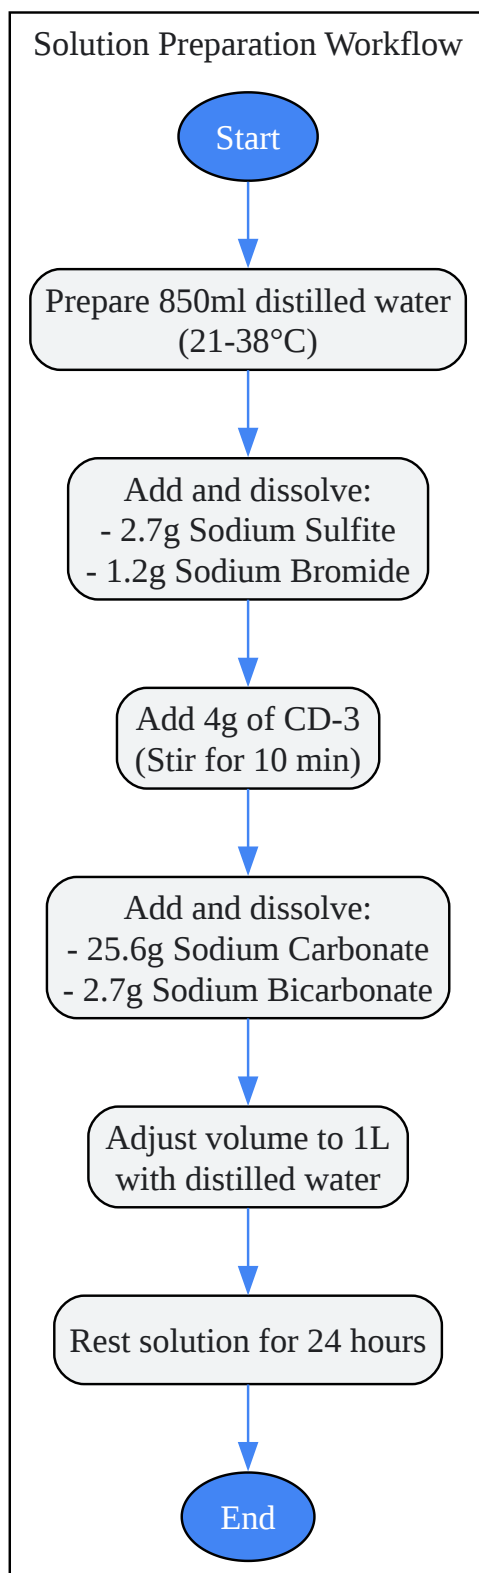 Solution Preparation Workflow
Start
Prepare 850ml distilled water
(21-38°C)
Add and dissolve:
- 2.7g Sodium Sulfite
- 1.2g Sodium Bromide
Add 4g of CD-3
(Stir for 10 min)
Add and dissolve:
- 25.6g Sodium Carbonate
- 2.7g Sodium Bicarbonate
Adjust volume to 1L
with distilled water
Rest solution for 24 hours
End